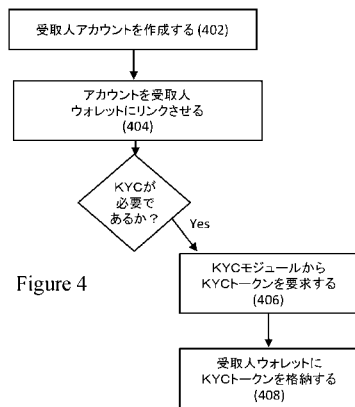 受取人アカウントを作成する(402)
アカウントを受取人
ウォレットにリンクさせる
(404)
KYCが
必要で
あるか？
Yes
Figure 4
KYCモジュールから
KYCトークンを要求する
(406)
受取人ウォレットに
KYCトークンを格納する
(408)